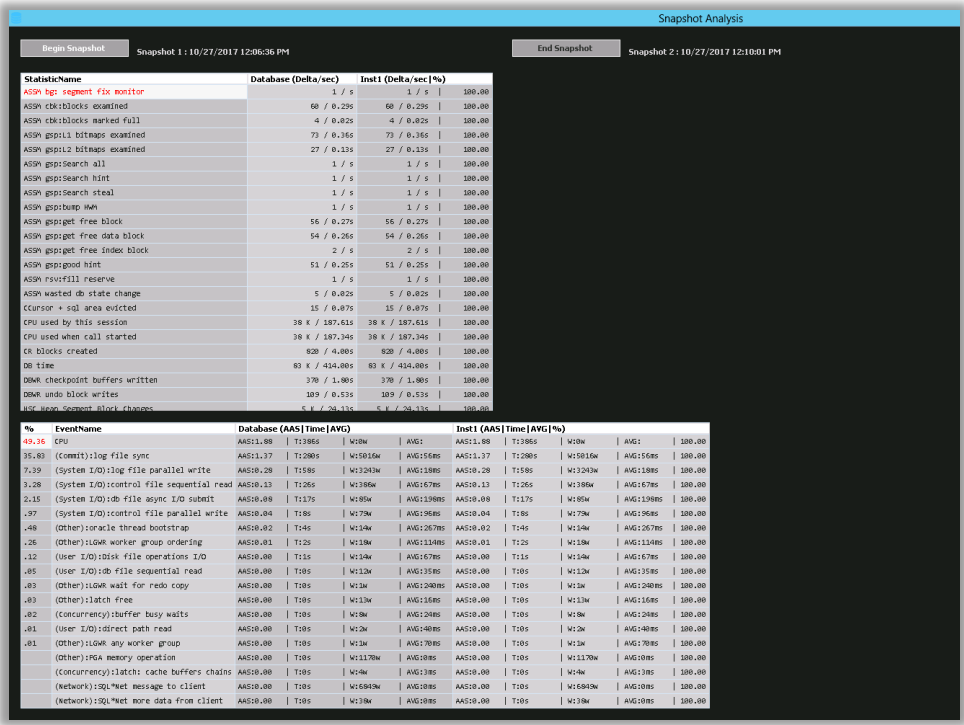 Snapshot Analysis
Begin Snapshot Snapshot 1 : 10/27/2017 12:06:36 PM End Snapshot Snapshot 2 : 10/27/2017 12:10:01 PM
StatisticName Database (Delta/sec) Inst1 (Delta/sec|%)
ASSM bg: segment fix monitor 1 / s 1 / s | 100.00
ASSM cbk:blocks examined 60 / 0.29s 60 / 0.29s | 100.00
ASSM cbk:blocks marked full 4 / 0.02s 4 / 0.02s | 100.00
ASSM gsp:L1 bitmaps examined 73 / 0.36s 73 / 0.36s | 100.00
ASSM gsp:L2 bitmaps examined 27 / 0.13s 27 / 0.13s | 100.00
ASSM gsp:Search all 1 / s 1 / s | 100.00
ASSM gsp:Search hint 1 / s 1 / s | 100.00
ASSM gsp:Search steal 1 / s 1 / s | 100.00
ASSM gsp:bump HWM 1 / s 1 / s | 100.00
ASSM gsp:get free block 56 / 0.27s 56 / 0.27s | 100.00
ASSM gsp:get free data block 54 / 0.26s 54 / 0.26s | 100.00
ASSM gsp:get free index block 2 / s 2 / s | 100.00
ASSM gsp:good hint 51 / 0.25s 51 / 0.25s | 100.00
ASSM rsv:fill reserve 1 / s 1 / s | 100.00
ASSM wasted db state change 5 / 0.02s 5 / 0.02s | 100.00
CCursor + sql area evicted 15 / 0.07s 15 / 0.07s | 100.00
CPU used by this session 38 K / 187.61s 38 K / 187.61s | 100.00
CPU used when call started 38 K / 187.34s 38 K / 187.34s | 100.00
CR blocks created 820 / 4.00s 820 / 4.00s | 100.00
DB time 83 K / 414.00s 83 K / 414.00s | 100.00
DBWR checkpoint buffers written 370 / 1.80s 370 / 1.80s | 100.00
DBWR undo block writes 109 / 0.53s 109 / 0.53s | 100.00
HSC Heap Segment Block Changes 5 K / 24.13s 5 K / 24.13s | 100.00
% EventName Database (AAS|Time|AVG) Inst1 (AAS|Time|AVG|%)
49.36 CPU AAS:1.88 | T:386s | W:0w | AVG: AAS:1.88 | T:386s | W:0w | AVG: | 100.00
35.83 (Commit):log file sync AAS:1.37 | T:280s | W:5016w | AVG:56ms AAS:1.37 | T:280s | W:5016w | AVG:56ms | 100.00
7.39 (System I/O):log file parallel write AAS:0.28 | T:58s | W:3243w | AVG:18ms AAS:0.28 | T:58s | W:3243w | AVG:18ms | 100.00
3.28 (System I/O):control file sequential read AAS:0.13 | T:26s | W:386w | AVG:67ms AAS:0.13 | T:26s | W:386w | AVG:67ms | 100.00
2.15 (System I/O):db file async I/O submit AAS:0.08 | T:17s | W:85w | AVG:198ms AAS:0.08 | T:17s | W:85w | AVG:198ms | 100.00
.97 (System I/O):control file parallel write AAS:0.04 | T:8s | W:79w | AVG:96ms AAS:0.04 | T:8s | W:79w | AVG:96ms | 100.00
.48 (Other):oracle thread bootstrap AAS:0.02 | T:4s | W:14w | AVG:267ms AAS:0.02 | T:4s | W:14w | AVG:267ms | 100.00
.26 (Other):LGWR worker group ordering AAS:0.01 | T:2s | W:18w | AVG:114ms AAS:0.01 | T:2s | W:18w | AVG:114ms | 100.00
.12 (User I/O):Disk file operations I/O AAS:0.00 | T:1s | W:14w | AVG:67ms AAS:0.00 | T:1s | W:14w | AVG:67ms | 100.00
.05 (User I/O):db file sequential read AAS:0.00 | T:0s | W:12w | AVG:35ms AAS:0.00 | T:0s | W:12w | AVG:35ms | 100.00
.03 (Other):LGWR wait for redo copy AAS:0.00 | T:0s | W:1w | AVG:240ms AAS:0.00 | T:0s | W:1w | AVG:240ms | 100.00
.03 (Other):latch free AAS:0.00 | T:0s | W:13w | AVG:16ms AAS:0.00 | T:0s | W:13w | AVG:16ms | 100.00
.02 (Concurrency):buffer busy waits AAS:0.00 | T:0s | W:8w | AVG:24ms AAS:0.00 | T:0s | W:8w | AVG:24ms | 100.00
.01 (User I/O):direct path read AAS:0.00 | T:0s | W:2w | AVG:40ms AAS:0.00 | T:0s | W:2w | AVG:40ms | 100.00
.01 (Other):LGWR any worker group AAS:0.00 | T:0s | W:1w | AVG:70ms AAS:0.00 | T:0s | W:1w | AVG:70ms | 100.00
(Other):PGA memory operation AAS:0.00 | T:0s | W:1170w | AVG:0ms AAS:0.00 | T:0s | W:1170w | AVG:0ms | 100.00
(Concurrency):latch: cache buffers chains AAS:0.00 | T:0s | W:4w | AVG:3ms AAS:0.00 | T:0s | W:4w | AVG:3ms | 100.00
(Network):SQL*Net message to client AAS:0.00 | T:0s | W:6849w | AVG:0ms AAS:0.00 | T:0s | W:6849w | AVG:0ms | 100.00
(Network):SQL*Net more data from client AAS:0.00 | T:0s | W:38w | AVG:0ms AAS:0.00 | T:0s | W:38w | AVG:0ms | 100.00